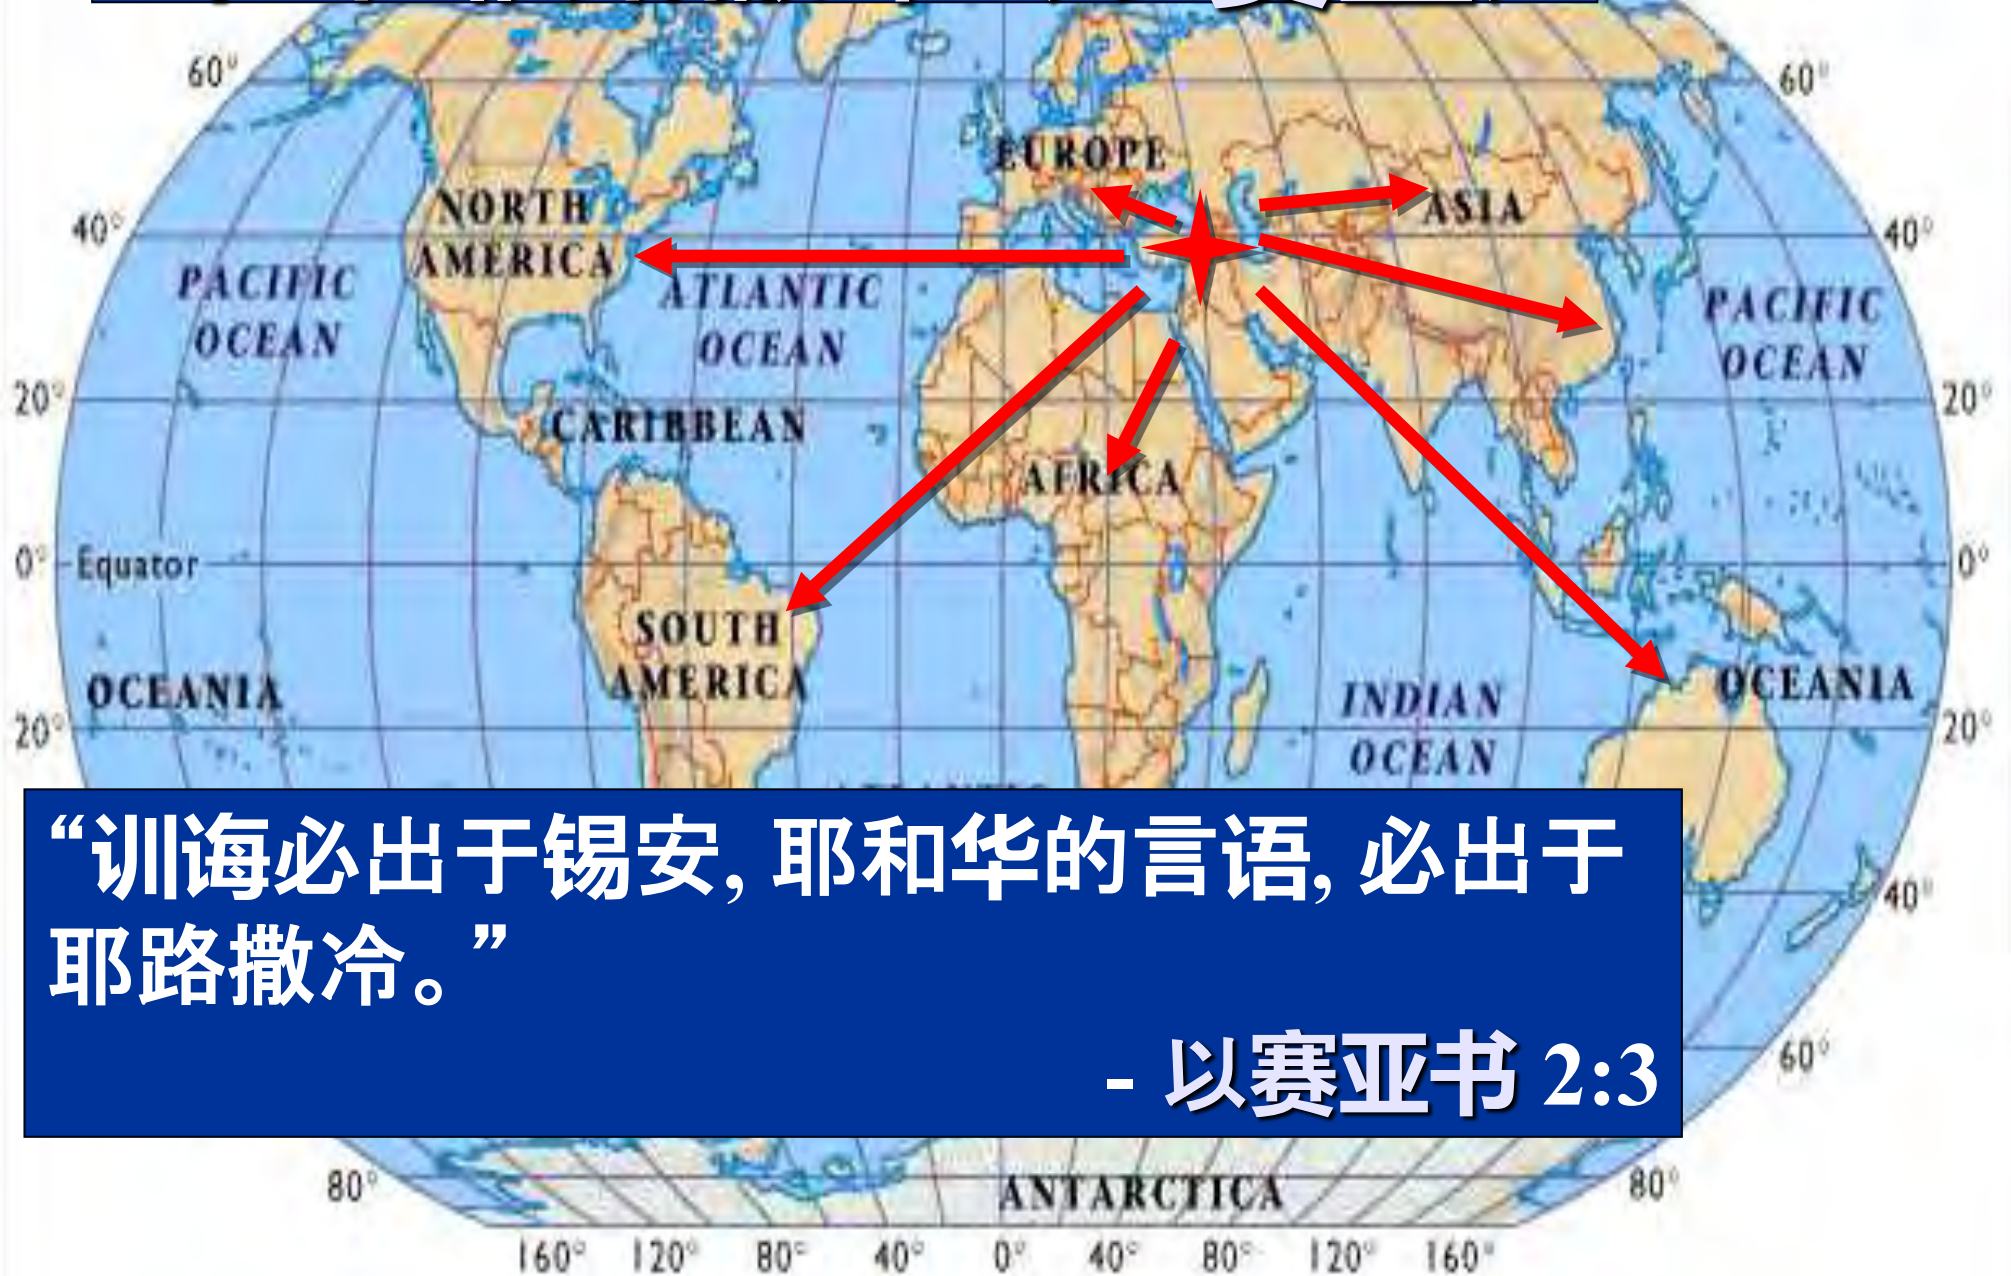 60°
60°
EUROPE
NORTH
AMERICA
ASIA
40°
40°
PACIFIC
OCEAN
ATLANTIC
OCEAN
PACIFIC
OCEAN
20°
20°
CARIBBEAN
AFRICA
0°
Equator
0°
SOUTH
AMERICA
OCEANIA
OCEANIA
INDIAN
OCEAN
20°
20°
“训诲必出于锡安, 耶和华的言语, 必出于
耶路撒冷。”
- 以赛亚书 2:3
40°
60°
80°
80°
ANTARCTICA
160° 120° 80° 40° 0° 40° 80° 120° 160°